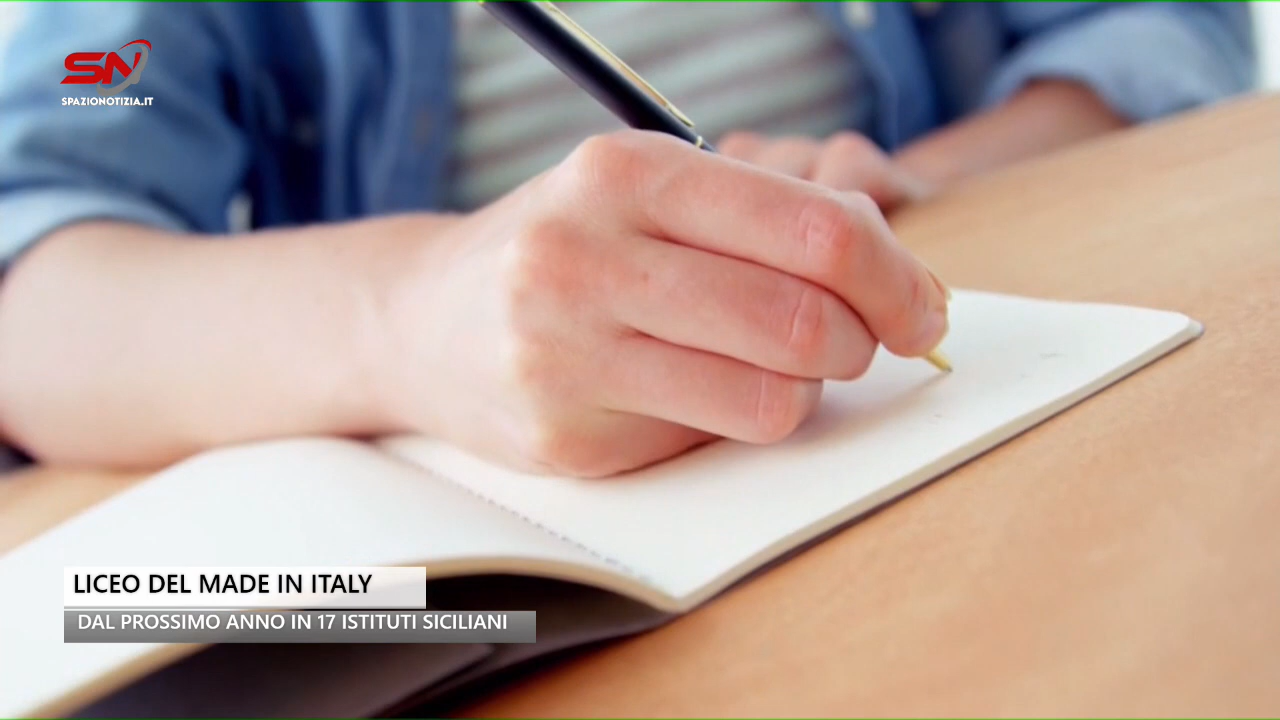 SN
SPAZIONOTIZIA.IT
LICEO DEL MADE IN ITALY
DAL PROSSIMO ANNO IN 17 ISTITUTI SICILIANI